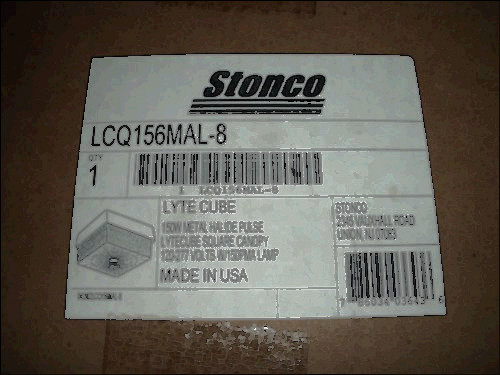 Stonco
LCQ156MAL-8
QTY
1
1 LCQ156MAL-8
LYTE CUBE
150W METAL HALIDE PULSE
LYTECUBE SQUARE CANOPY
120-277 VOLTS W/150PMA LAMP
MADE IN USA
STONCO
2345 VAUXHALL ROAD
UNION, NJ 07083